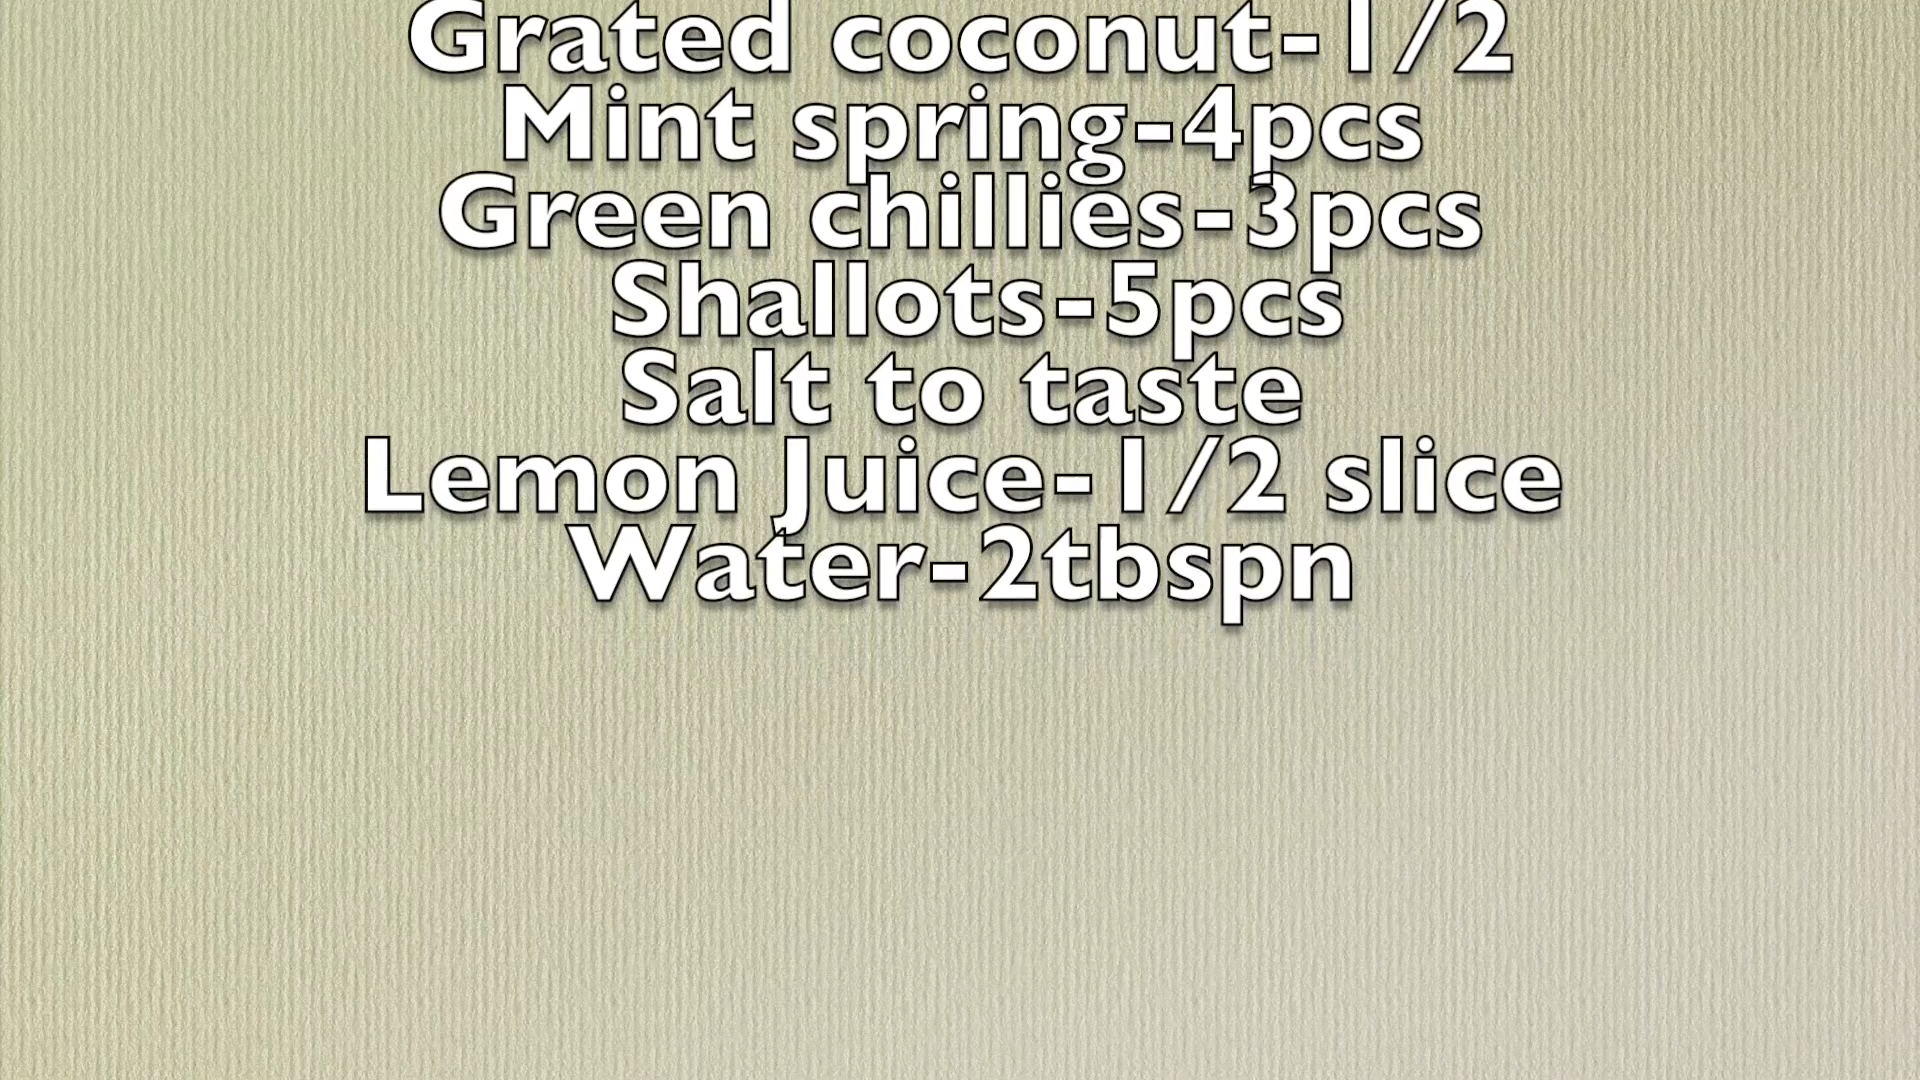 Grated coconut-1/2
Mint spring-4pcs
Green chillies-3pcs
Shallots-5pcs
Salt to taste
Lemon Juice-1/2 slice
Water-2tbspn